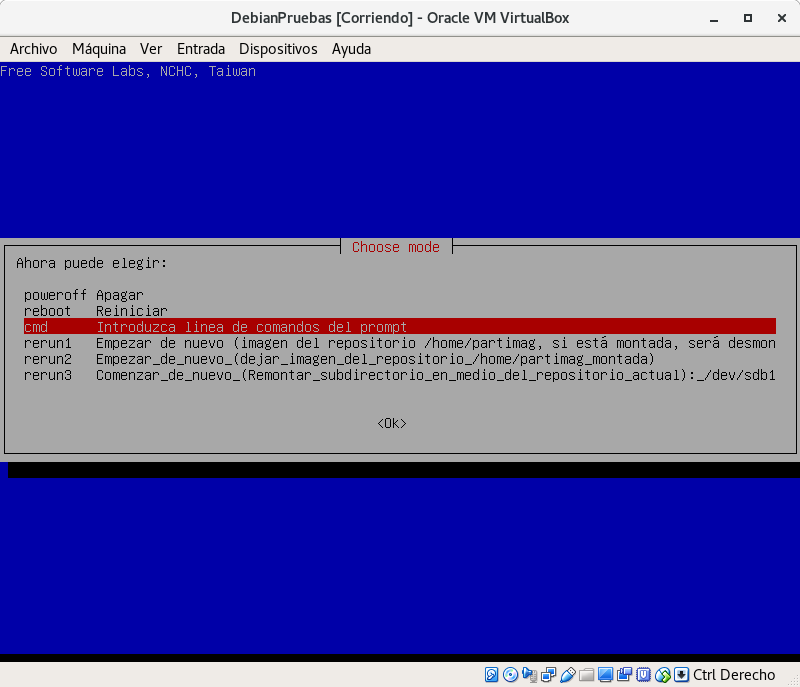 DebianPruebas [Corriendo] - Oracle VM VirtualBox
Archivo Máquina Ver Entrada Dispositivos Ayuda
Free Software Labs, NCHC, Taiwan
Choose mode
Ahora puede elegir:
poweroff Apagar
reboot Reiniciar
cmd Introduzca linea de comandos del prompt
rerun1 Empezar de nuevo (imagen del repositorio /home/partimag, si está montada, será desmon
rerun2 Empezar_de_nuevo_(dejar_imagen_del_repositorio_/home/partimag_montada)
rerun3 Comenzar_de_nuevo_(Remontar_subdirectorio_en_medio_del_repositorio_actual):_/dev/sdb1
<Ok>
Ctrl Derecho